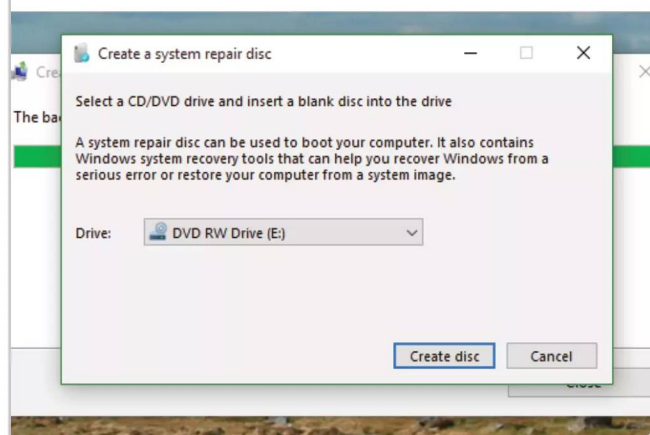 Create a system repair disc
Cre
Select a CD/DVD drive and insert a blank disc into the drive
The ba
A system repair disc can be used to boot your computer. It also contains
Windows system recovery tools that can help you recover Windows from a
serious error or restore your computer from a system image.
Drive: DVD RW Drive (E:)
Create disc Cancel
Close